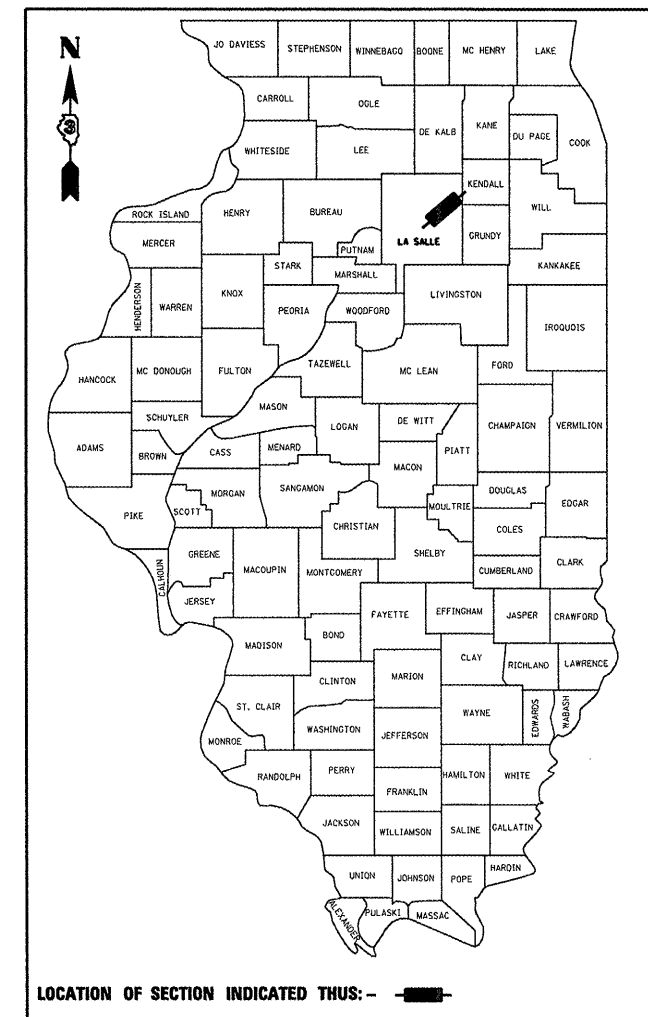 JO DAVIESS STEPHENSON WINNEBAGO BOONE MC HENRY LAKE
N
CARROLL OGLE
DE KALB KANE DU PAGE COOK
WHITESIDE LEE
KENDALL
ROCK ISLAND HENRY BUREAU WILL
LA SALLE GRUNDY
MERCER PUTNAM
STARK MARSHALL KANKAKEE
HENDERSON WARREN KNOX LIVINGSTON
PEORIA WOODFORD IROQUOIS
TAZEWELL FORD
HANCOCK MC DONOUGH FULTON MC LEAN
MASON
SCHUYLER LOGAN DE WITT CHAMPAIGN VERMILION
ADAMS BROWN CASS MENARD PIATT
MACON
MORGAN SANGAMON DOUGLAS EDGAR
PIKE SCOTT CHRISTIAN MOULTRIE
COLES
GREENE SHELBY
CALHOUN MACOUPIN MONTGOMERY CUMBERLAND CLARK
JERSEY
FAYETTE EFFINGHAM JASPER CRAWFORD
BOND
MADISON CLAY RICHLAND LAWRENCE
CLINTON MARION
ST. CLAIR WAYNE EDWARDS WABASH
WASHINGTON JEFFERSON
MONROE
RANDOLPH PERRY HAMILTON WHITE
FRANKLIN
JACKSON WILLIAMSON SALINE GALLATIN
UNION JOHNSON POPE HARDIN
ALEXANDER PULASKI MASSAC
LOCATION OF SECTION INDICATED THUS:-